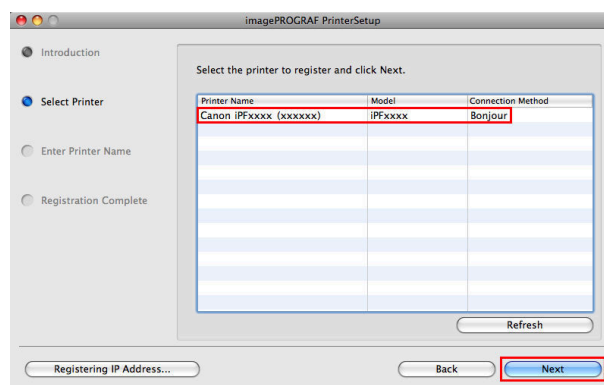 imagePROGRAF PrinterSetup
Introduction
Select Printer
Enter Printer Name
Registration Complete
Select the printer to register and click Next.
Printer Name Model Connection Method
Canon iPFxxxx (xxxxxx) iPFxxxx Bonjour
Refresh
Registering IP Address... Back Next